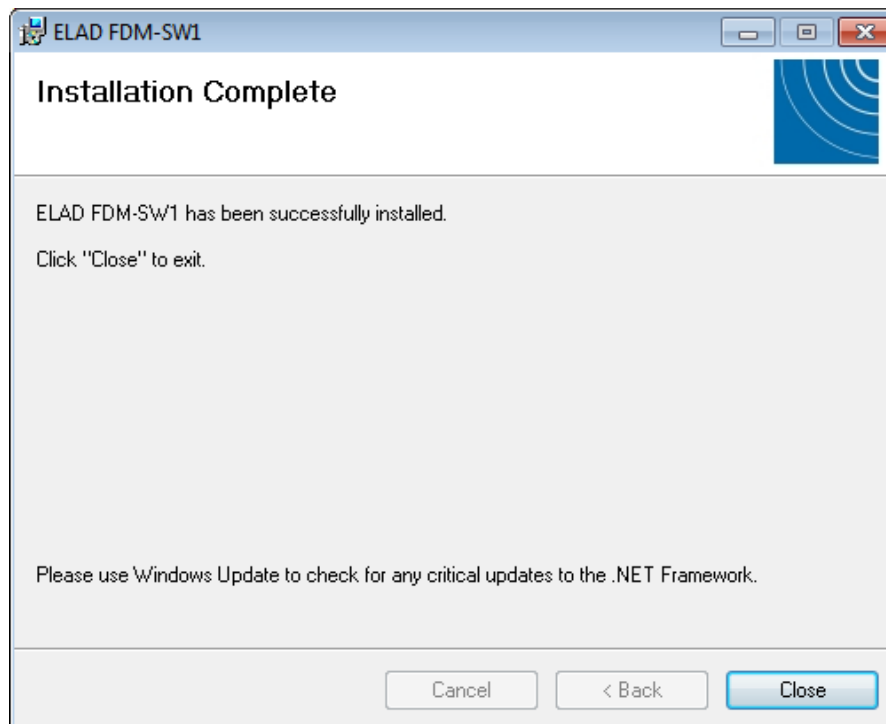 ELAD FDM-SW1
Installation Complete
ELAD FDM-SW1 has been successfully installed.
Click "Close" to exit.
Please use Windows Update to check for any critical updates to the .NET Framework.
Cancel
< Back
Close